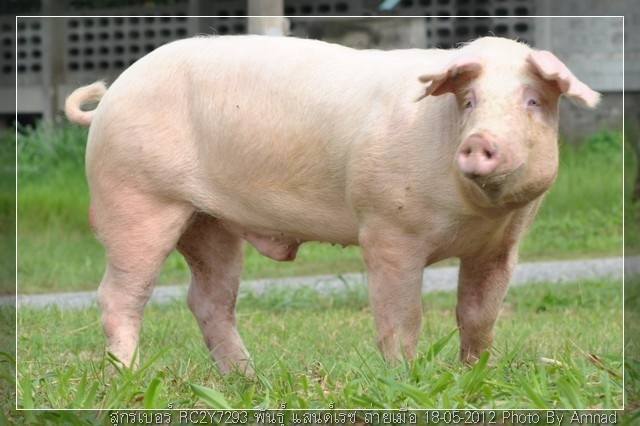 สุกรเบอร์ RC2Y7293 พันธุ์ แลนด์เรซ ถ่ายเมื่อ 18-05-2012 Photo By Amnad